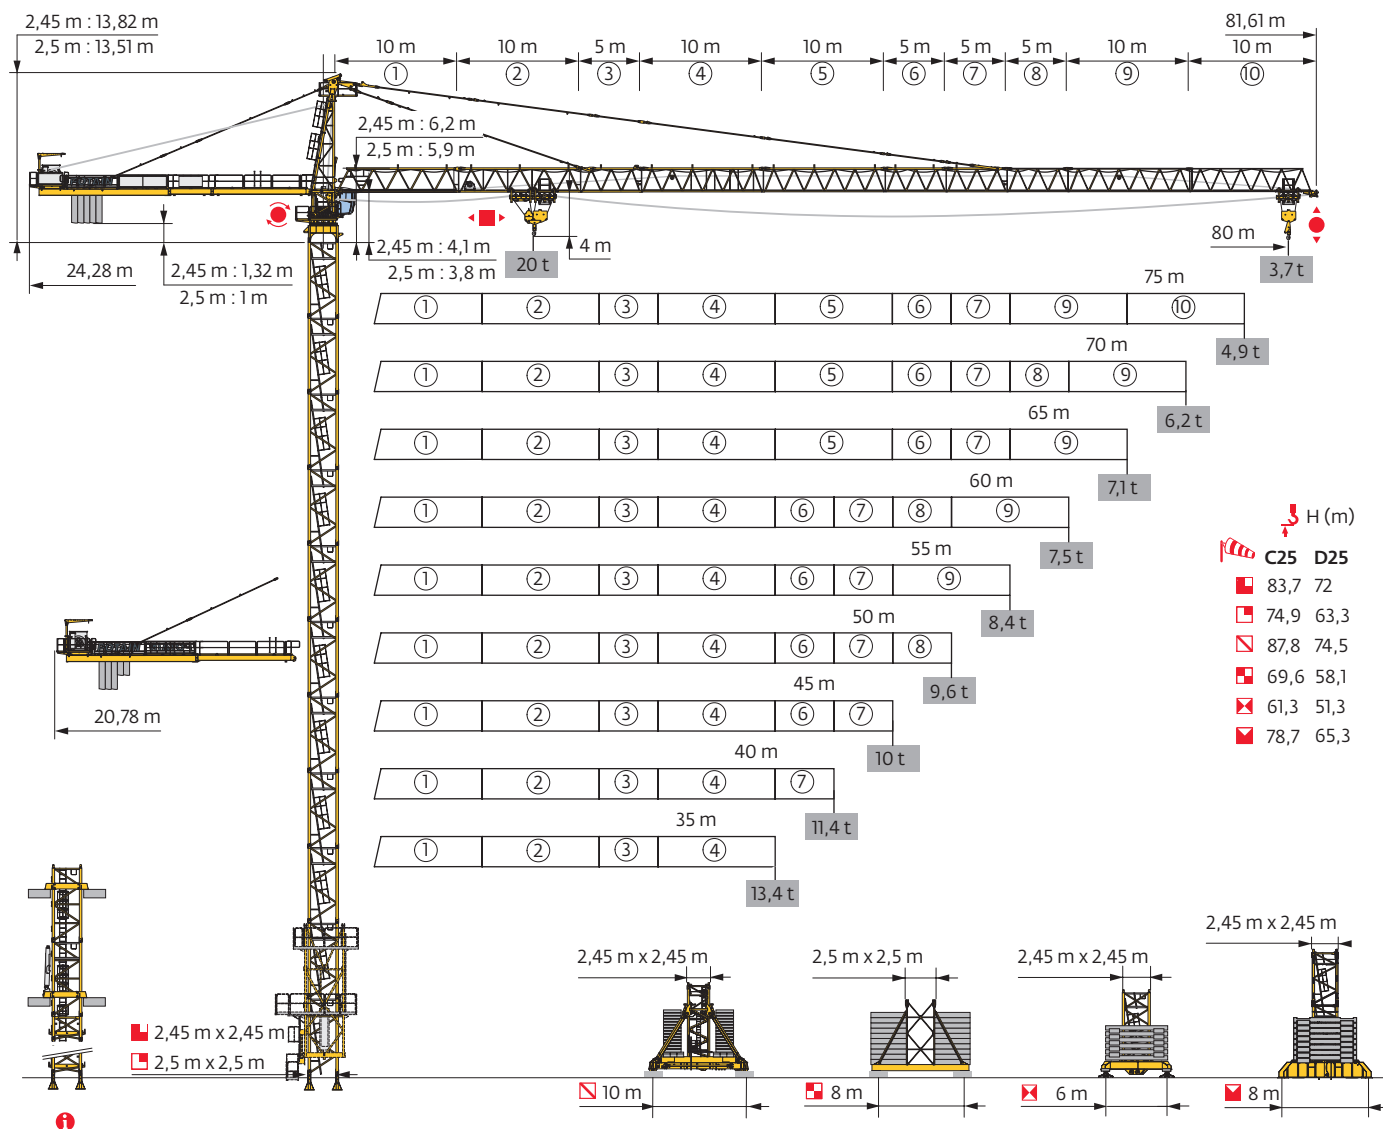 2,45 m : 13,82 m
2,5 m : 13,51 m
81,61 m
10 m 10 m 5 m 10 m 10 m 5 m 5 m 5 m 10 m 10 m
① ② ③ ④ ⑤ ⑥ ⑦ ⑧ ⑨ ⑩
2,45 m : 6,2 m
2,5 m : 5,9 m
2,45 m : 4,1 m
2,5 m : 3,8 m
4 m
20 t
80 m
3,7 t
24,28 m
2,45 m : 1,32 m
2,5 m : 1 m
75 m
① ② ③ ④ ⑤ ⑥ ⑦ ⑨ ⑩
4,9 t
70 m
① ② ③ ④ ⑤ ⑥ ⑦ ⑧ ⑨
6,2 t
65 m
① ② ③ ④ ⑤ ⑥ ⑦ ⑨
7,1 t
60 m
① ② ③ ④ ⑥ ⑦ ⑧ ⑨
7,5 t
55 m
① ② ③ ④ ⑥ ⑦ ⑨
8,4 t
50 m
① ② ③ ④ ⑥ ⑦ ⑧
9,6 t
45 m
① ② ③ ④ ⑥ ⑦
10 t
40 m
① ② ③ ④ ⑦
11,4 t
35 m
① ② ③ ④
13,4 t
H (m)
C25 D25
83,7 72
74,9 63,3
87,8 74,5
69,6 58,1
61,3 51,3
78,7 65,3
20,78 m
2,45 m x 2,45 m
2,5 m x 2,5 m
2,45 m x 2,45 m
10 m
2,5 m x 2,5 m
8 m
2,45 m x 2,45 m
6 m
2,45 m x 2,45 m
8 m
i